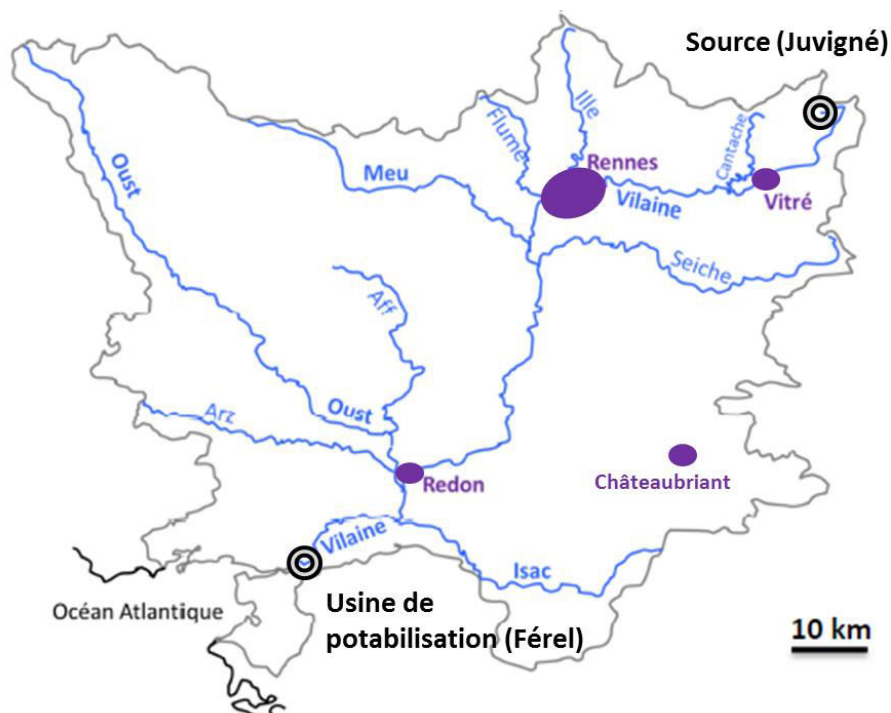 Source (Juvigné)
Ille
Flume
Cantache
Oust
Rennes
Meu
Vilaine
Vitré
Seiche
Aff
Arz
Oust
Redon
Châteaubriant
Vilaine
Isac
Océan Atlantique
Usine de
potabilisation (Férel)
10 km